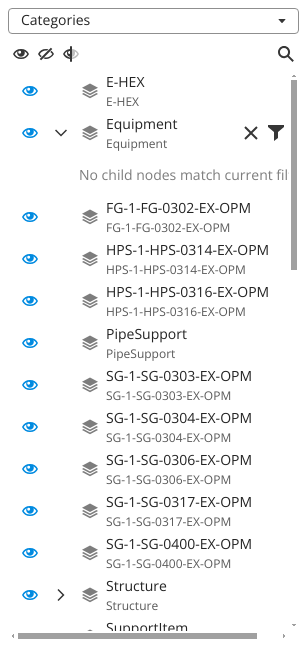 Categories
E-HEX
E-HEX
Equipment
Equipment
No child nodes match current fil
FG-1-FG-0302-EX-OPM
FG-1-FG-0302-EX-OPM
HPS-1-HPS-0314-EX-OPM
HPS-1-HPS-0314-EX-OPM
HPS-1-HPS-0316-EX-OPM
HPS-1-HPS-0316-EX-OPM
PipeSupport
PipeSupport
SG-1-SG-0303-EX-OPM
SG-1-SG-0303-EX-OPM
SG-1-SG-0304-EX-OPM
SG-1-SG-0304-EX-OPM
SG-1-SG-0306-EX-OPM
SG-1-SG-0306-EX-OPM
SG-1-SG-0317-EX-OPM
SG-1-SG-0317-EX-OPM
SG-1-SG-0400-EX-OPM
SG-1-SG-0400-EX-OPM
Structure
Structure
SupportItem